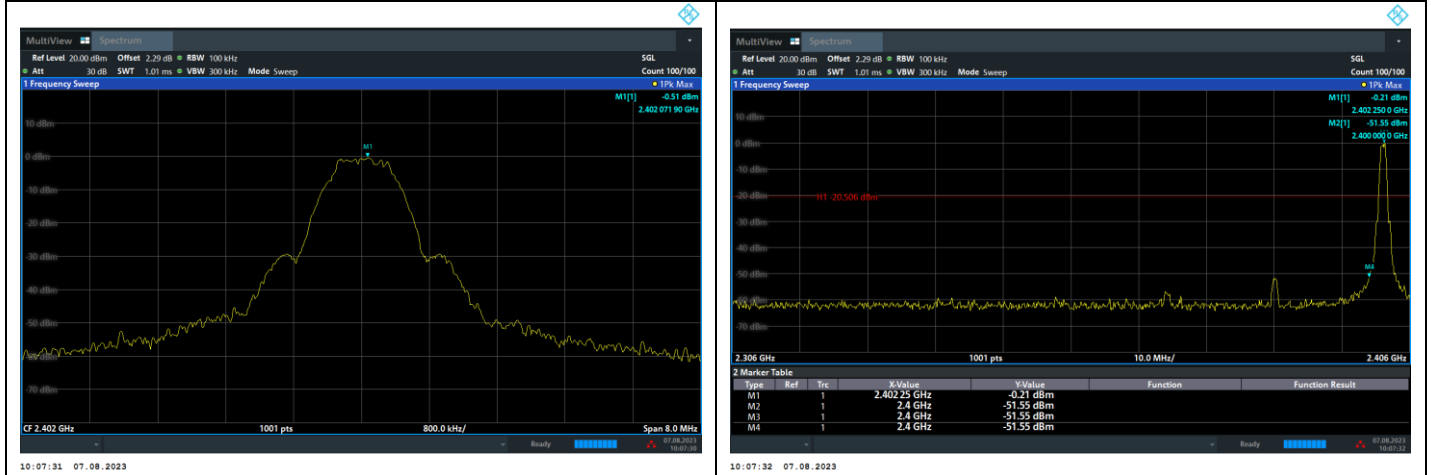 MultiView Spectrum
Ref Level 20.00 dBm Offset 2.29 dB RBW 100 kHz SGL
Att 30 dB SWT 1.01 ms VBW 300 kHz Mode Sweep Count 100/100
1 Frequency Sweep 1Pk Max
M1[1] -0.51 dBm
2.402 071 90 GHz
10 dBm
M1
0 dBm
-10 dBm
-20 dBm
-30 dBm
-40 dBm
-50 dBm
-60 dBm
-70 dBm
CF 2.402 GHz 1001 pts 800.0 kHz/ Span 8.0 MHz
Ready 07.08.2023
10:07:30
10:07:31 07.08.2023
MultiView Spectrum
Ref Level 20.00 dBm Offset 2.29 dB RBW 100 kHz SGL
Att 30 dB SWT 1.01 ms VBW 300 kHz Mode Sweep Count 100/100
1 Frequency Sweep 1Pk Max
M1[1] -0.21 dBm
2.402 250 0 GHz
M2[1] -51.55 dBm
10 dBm
2.400 000 0 GHz
0 dBm
-10 dBm
-20 dBm
H1 -20.506 dBm
-30 dBm
-40 dBm
M4
-50 dBm
-60 dBm
-70 dBm
2.306 GHz 1001 pts 10.0 MHz/ 2.406 GHz
2 Marker Table
Type Ref Trc X-Value Y-Value Function Function Result
M1 1 2.402 25 GHz -0.21 dBm
M2 1 2.4 GHz -51.55 dBm
M3 1 2.4 GHz -51.55 dBm
M4 1 2.4 GHz -51.55 dBm
Ready 07.08.2023
10:07:32
10:07:32 07.08.2023